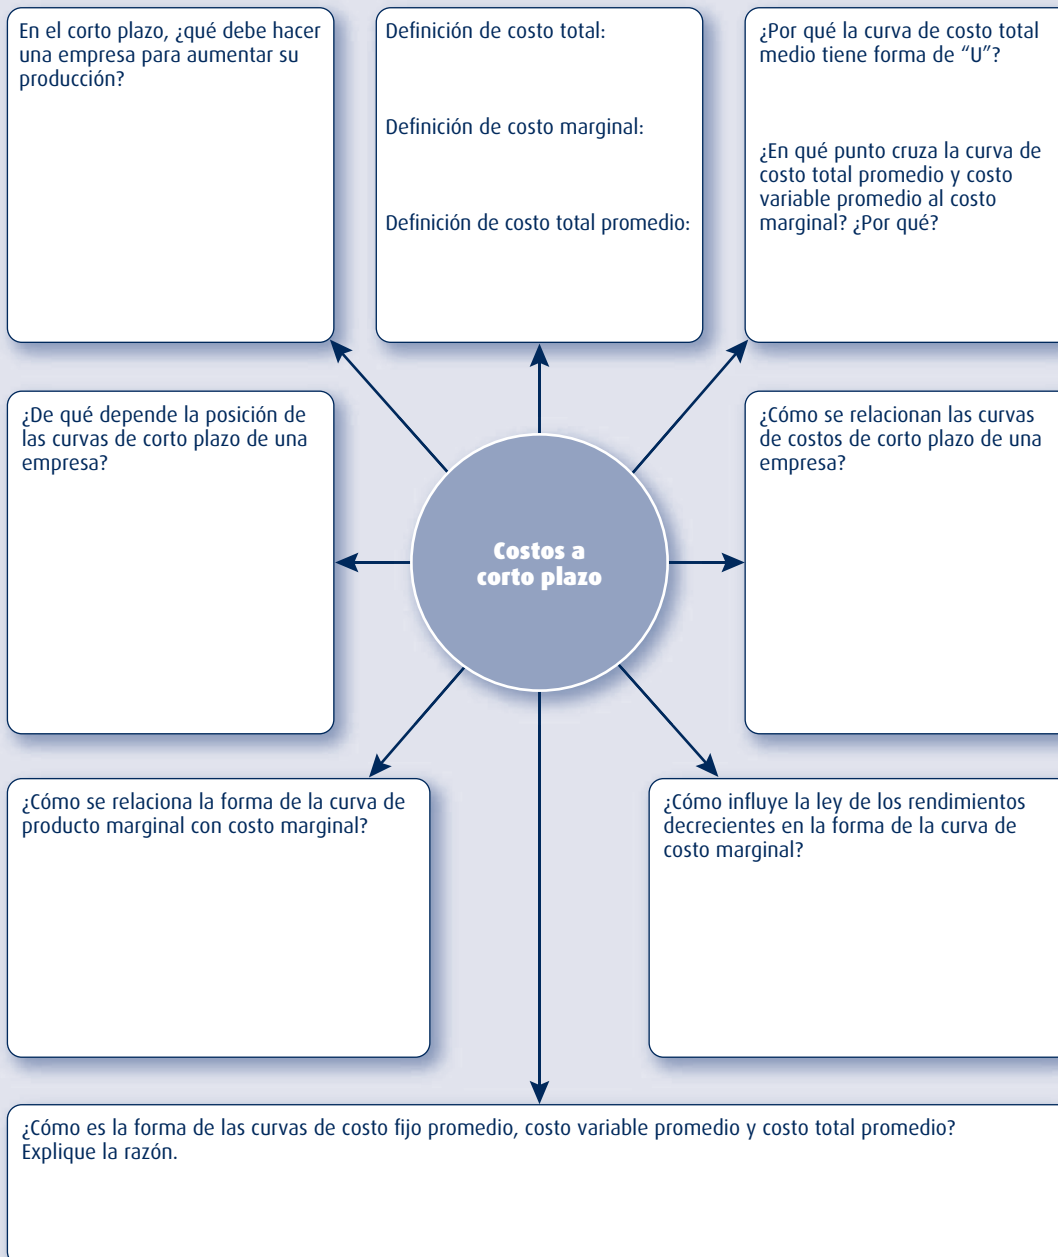 En el corto plazo, ¿qué debe hacer
una empresa para aumentar su
producción?
Definición de costo total:
Definición de costo marginal:
Definición de costo total promedio:
¿Por qué la curva de costo total
medio tiene forma de “U”?
¿En qué punto cruza la curva de
costo total promedio y costo
variable promedio al costo
marginal? ¿Por qué?
¿De qué depende la posición de
las curvas de corto plazo de una
empresa?
Costos a
corto plazo
¿Cómo se relacionan las curvas
de costos de corto plazo de una
empresa?
¿Cómo se relaciona la forma de la curva de
producto marginal con costo marginal?
¿Cómo influye la ley de los rendimientos
decrecientes en la forma de la curva de
costo marginal?
¿Cómo es la forma de las curvas de costo fijo promedio, costo variable promedio y costo total promedio?
Explique la razón.